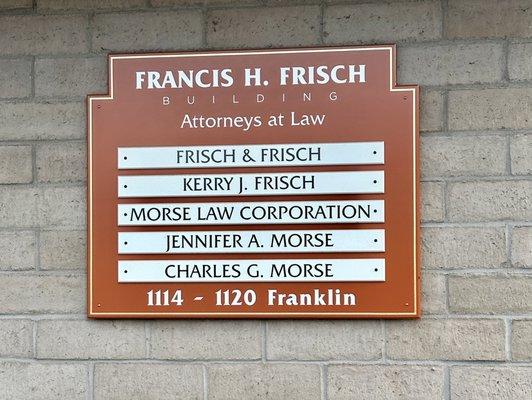 FRANCIS H. FRISCH
BUILDING
Attorneys at Law
FRISCH & FRISCH
KERRY J. FRISCH
MORSE LAW CORPORATION
JENNIFER A. MORSE
CHARLES G. MORSE
1114 - 1120 Franklin